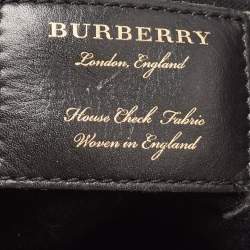 BURBERRY
London, England
House Check Fabric
Woven in England